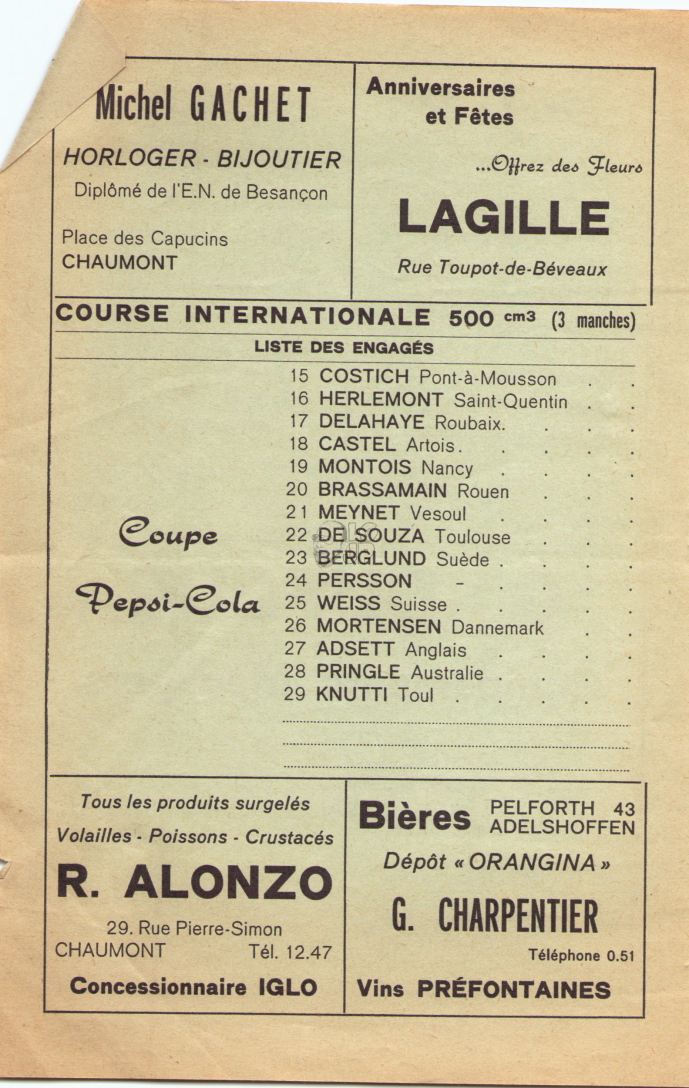 Michel GACHET
HORLOGER - BIJOUTIER
Diplômé de l'E.N. de Besançon
Place des Capucins
CHAUMONT
Anniversaires
et Fêtes
...Offrez des Fleurs
LAGILLE
Rue Toupot-de-Béveaux
COURSE INTERNATIONALE 500 cm3 (3 manches)
LISTE DES ENGAGÉS
Coupe
Pepsi-Cola
15 COSTICH Pont-à-Mousson . .
16 HERLEMONT Saint-Quentin . .
17 DELAHAYE Roubaix. . . .
18 CASTEL Artois. . . . .
19 MONTOIS Nancy . . . .
20 BRASSAMAIN Rouen . . .
21 MEYNET Vesoul . . . .
22 DE SOUZA Toulouse . . .
23 BERGLUND Suède . . . .
24 PERSSON – . . .
25 WEISS Suisse . . . . .
26 MORTENSEN Dannemark . .
27 ADSETT Anglais . . . .
28 PRINGLE Australie . . . .
29 KNUTTI Toul . . . . .
Tous les produits surgelés
Volailles - Poissons - Crustacés
R. ALONZO
29. Rue Pierre-Simon
CHAUMONT Tél. 12.47
Concessionnaire IGLO
Bières PELFORTH 43
ADELSHOFFEN
Dépôt « ORANGINA »
G. CHARPENTIER
Téléphone 0.51
Vins PRÉFONTAINES